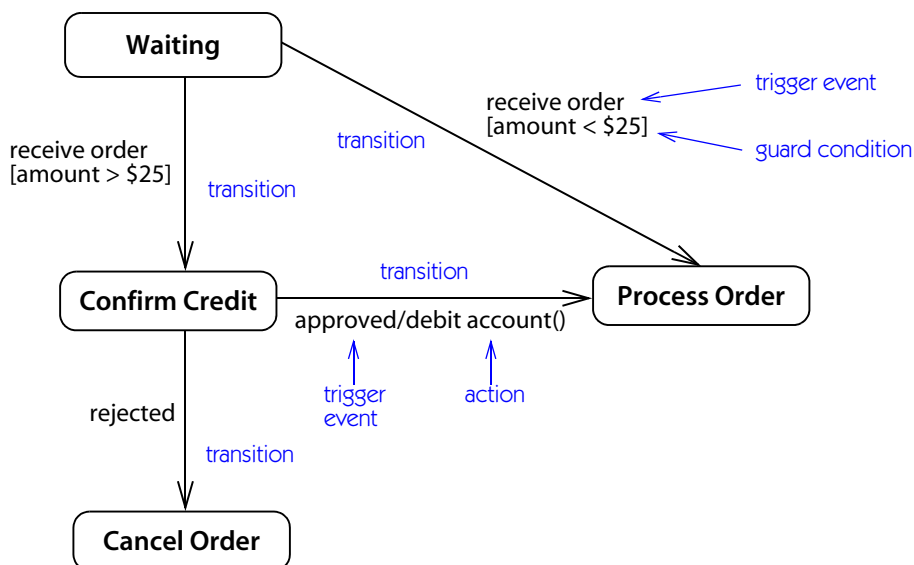 Waiting
trigger event
receive order
[amount < $25]
transition
guard condition
receive order
[amount > $25]
transition
transition
Confirm Credit
Process Order
approved/debit account()
trigger
event
action
rejected
transition
Cancel Order